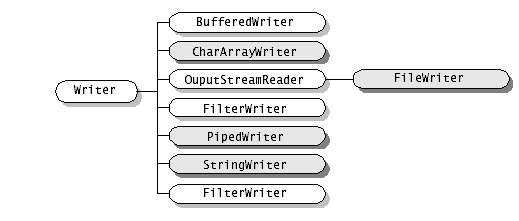 BufferedWriter
CharArrayWriter
OuputStreamReader
FileWriter
Writer
FilterWriter
PipedWriter
StringWriter
FilterWriter